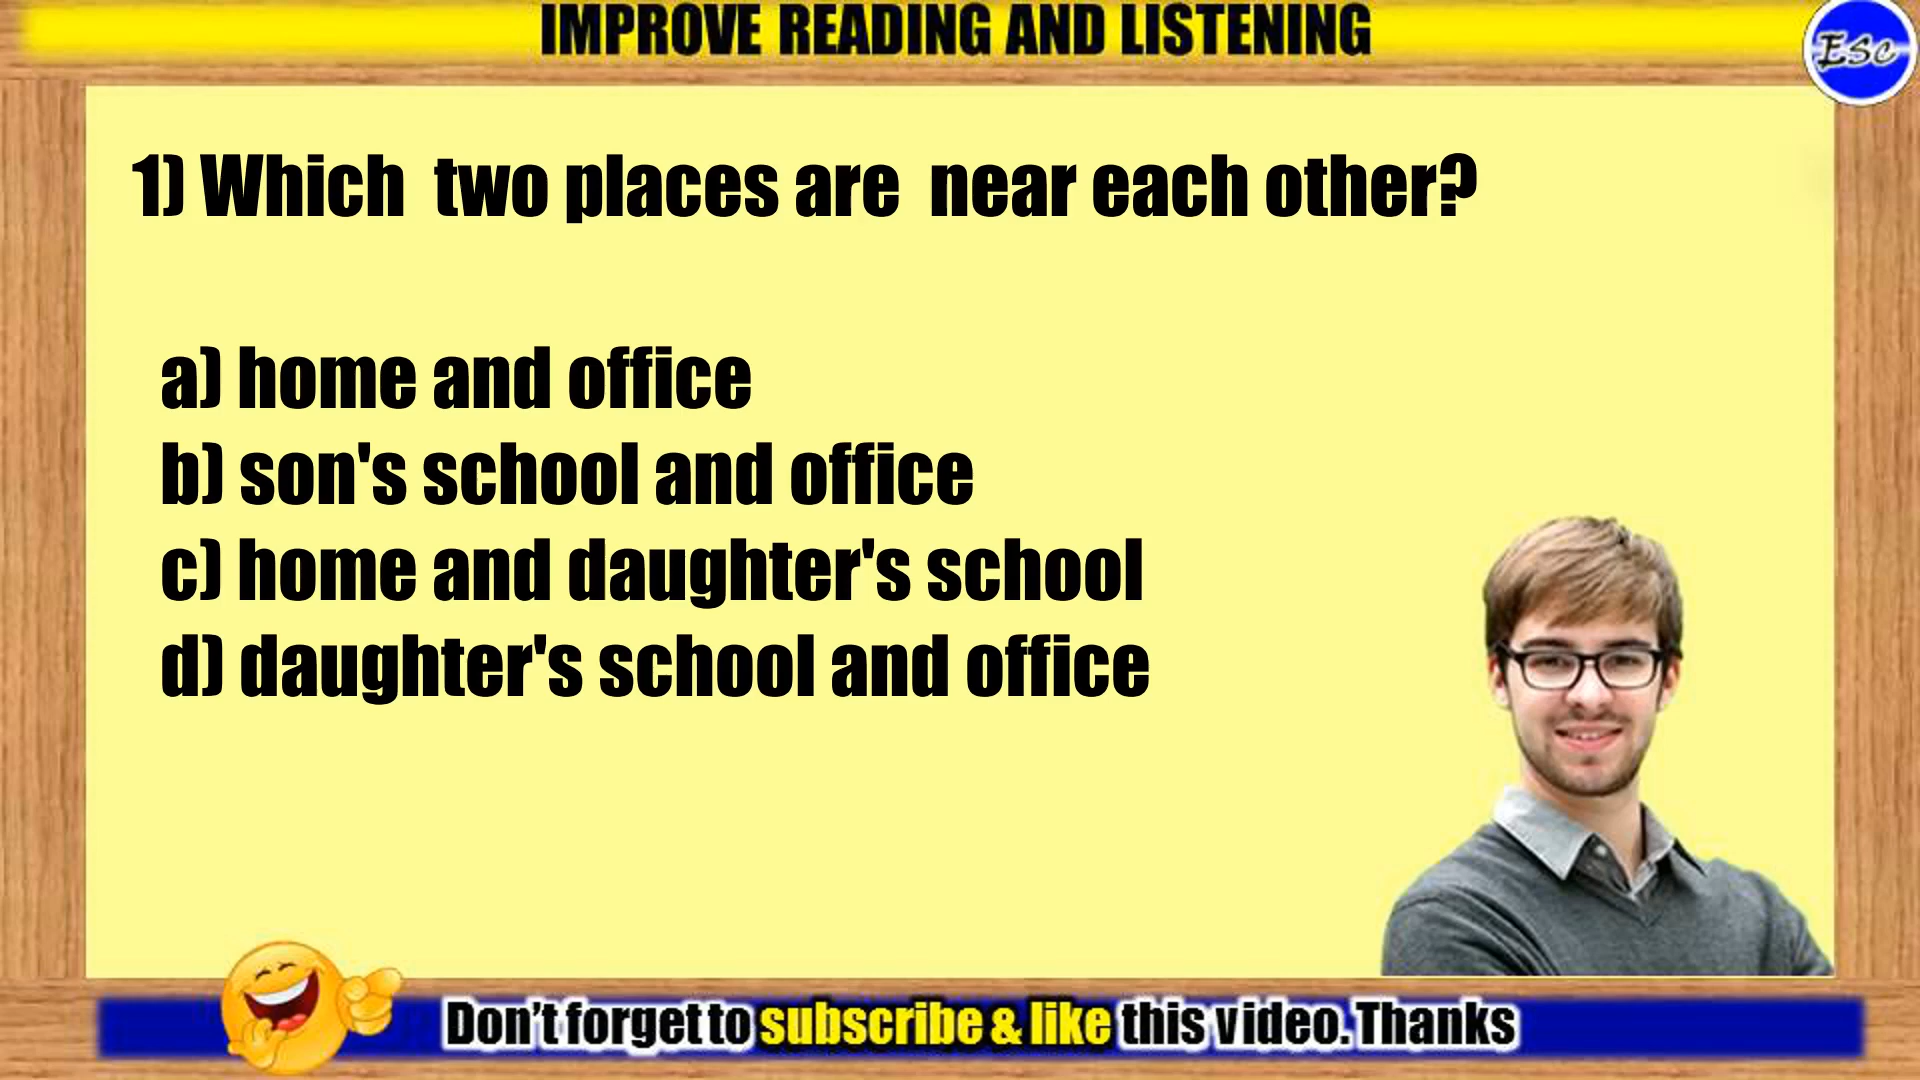 IMPROVE READING AND LISTENING
ESc
1) Which two places are near each other?
a) home and office
b) son's school and office
c) home and daughter's school
d) daughter's school and office
Don't forget to subscribe & like this video. Thanks